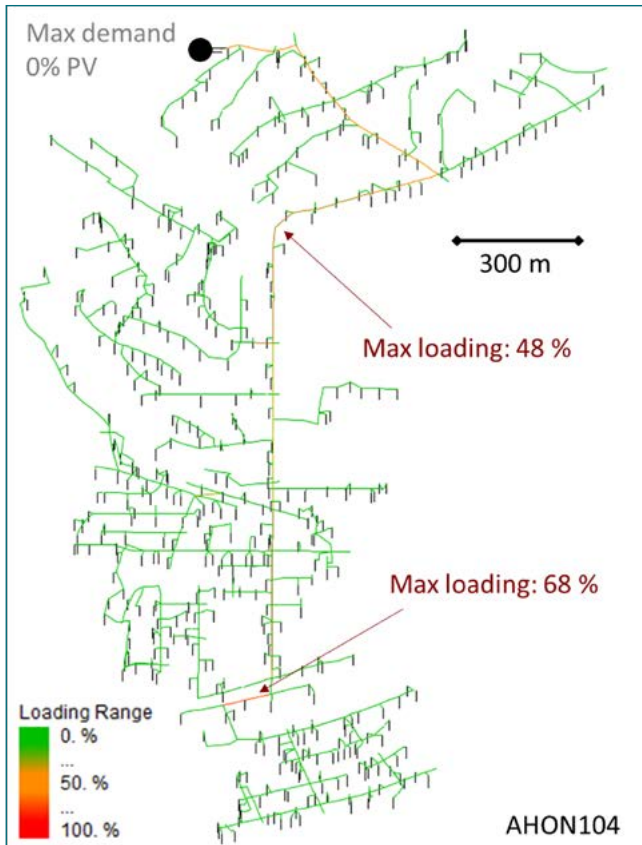 Max demand
0% PV
300 m
Max loading: 48 %
Max loading: 68 %
Loading Range
0. %
...
50. %
...
100. %
AHON104